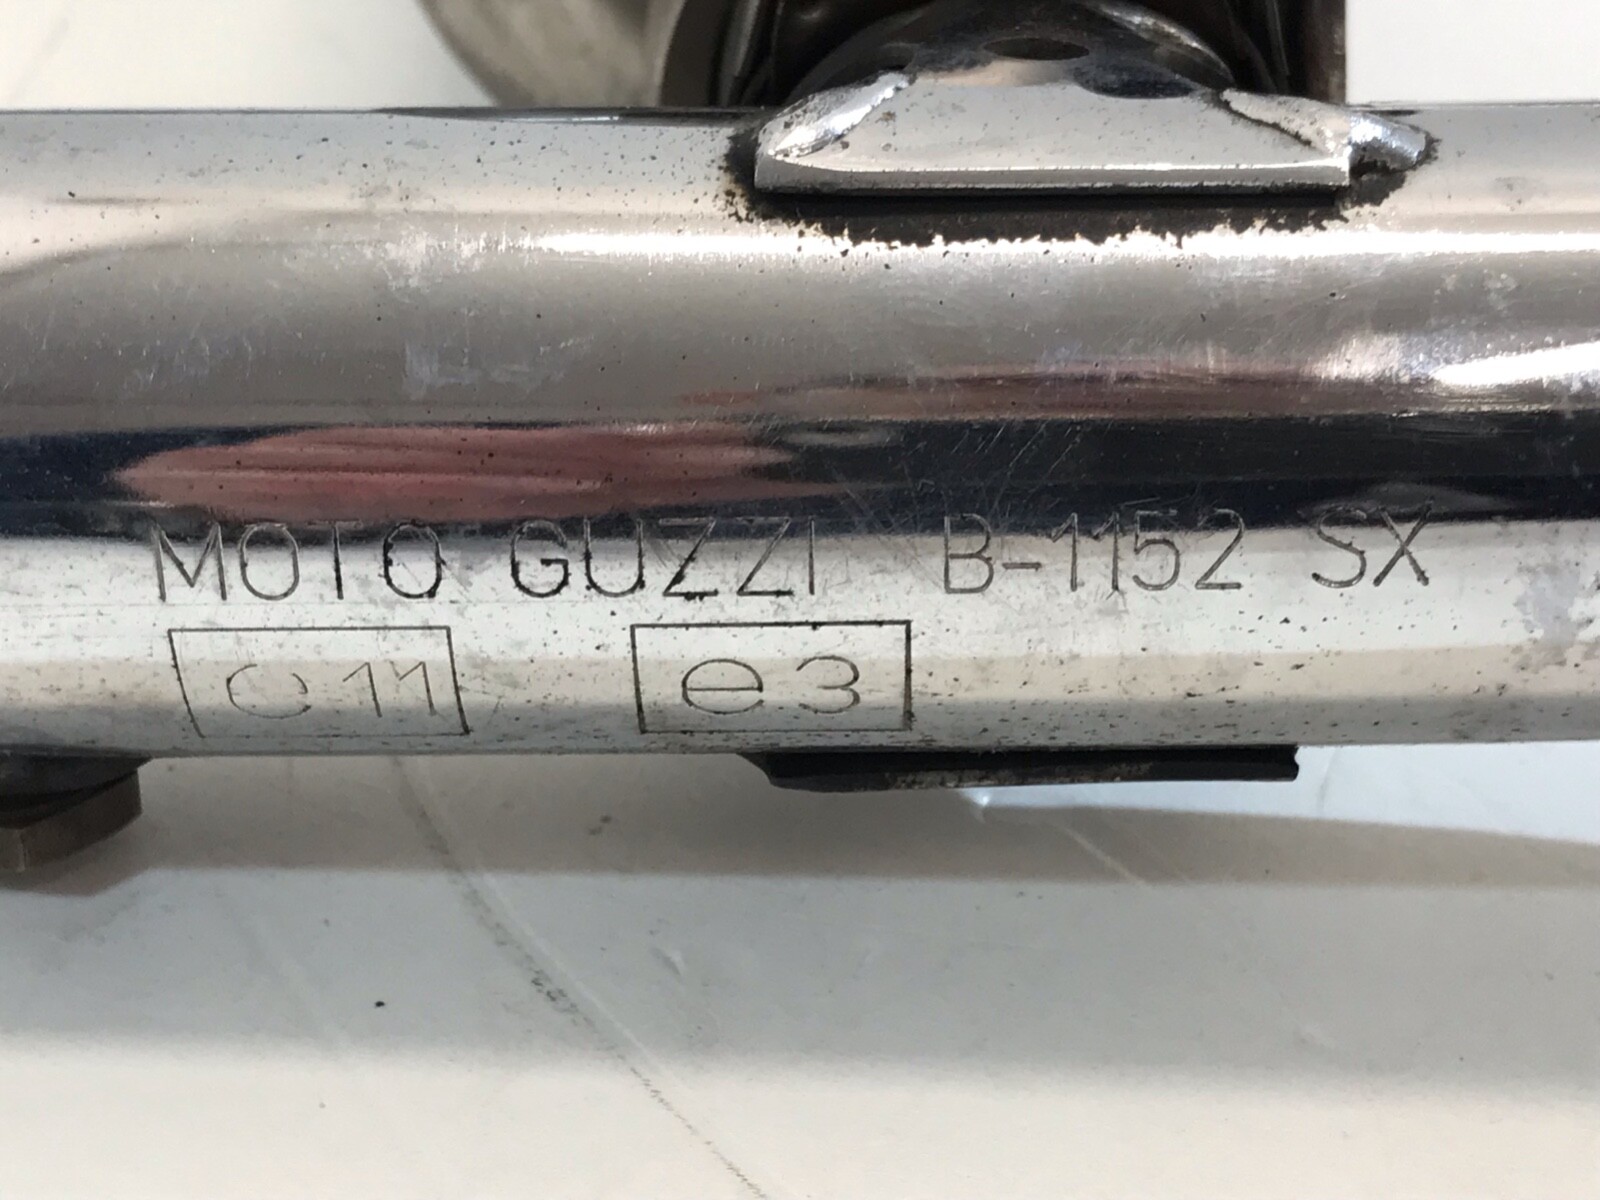 MOTO GUZZI B-1152 SX
e11 e3